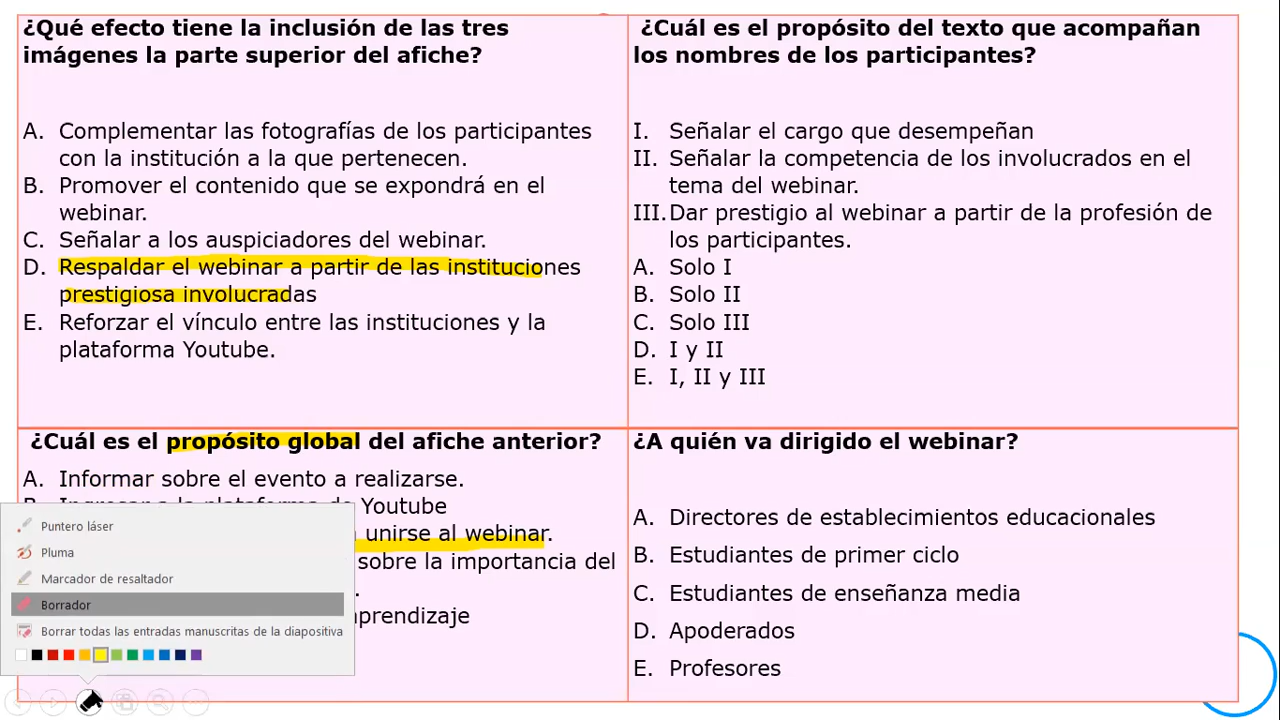 ¿Qué efecto tiene la inclusión de las tres
imágenes la parte superior del afiche?
A. Complementar las fotografías de los participantes
con la institución a la que pertenecen.
B. Promover el contenido que se expondrá en el
webinar.
C. Señalar a los auspiciadores del webinar.
D. Respaldar el webinar a partir de las instituciones
prestigiosa involucradas
E. Reforzar el vínculo entre las instituciones y la
plataforma Youtube.
¿Cuál es el propósito del texto que acompañan
los nombres de los participantes?
I. Señalar el cargo que desempeñan
II. Señalar la competencia de los involucrados en el
tema del webinar.
III. Dar prestigio al webinar a partir de la profesión de
los participantes.
A. Solo I
B. Solo II
C. Solo III
D. I y II
E. I, II y III
¿Cuál es el propósito global del afiche anterior?
A. Informar sobre el evento a realizarse.
Youtube
unirse al webinar.
sobre la importancia del
.
Puntero láser
Pluma
Marcador de resaltador
Borrador
Borrar todas las entradas manuscritas de la diapositiva
¿A quién va dirigido el webinar?
A. Directores de establecimientos educacionales
B. Estudiantes de primer ciclo
C. Estudiantes de enseñanza media
D. Apoderados
E. Profesores